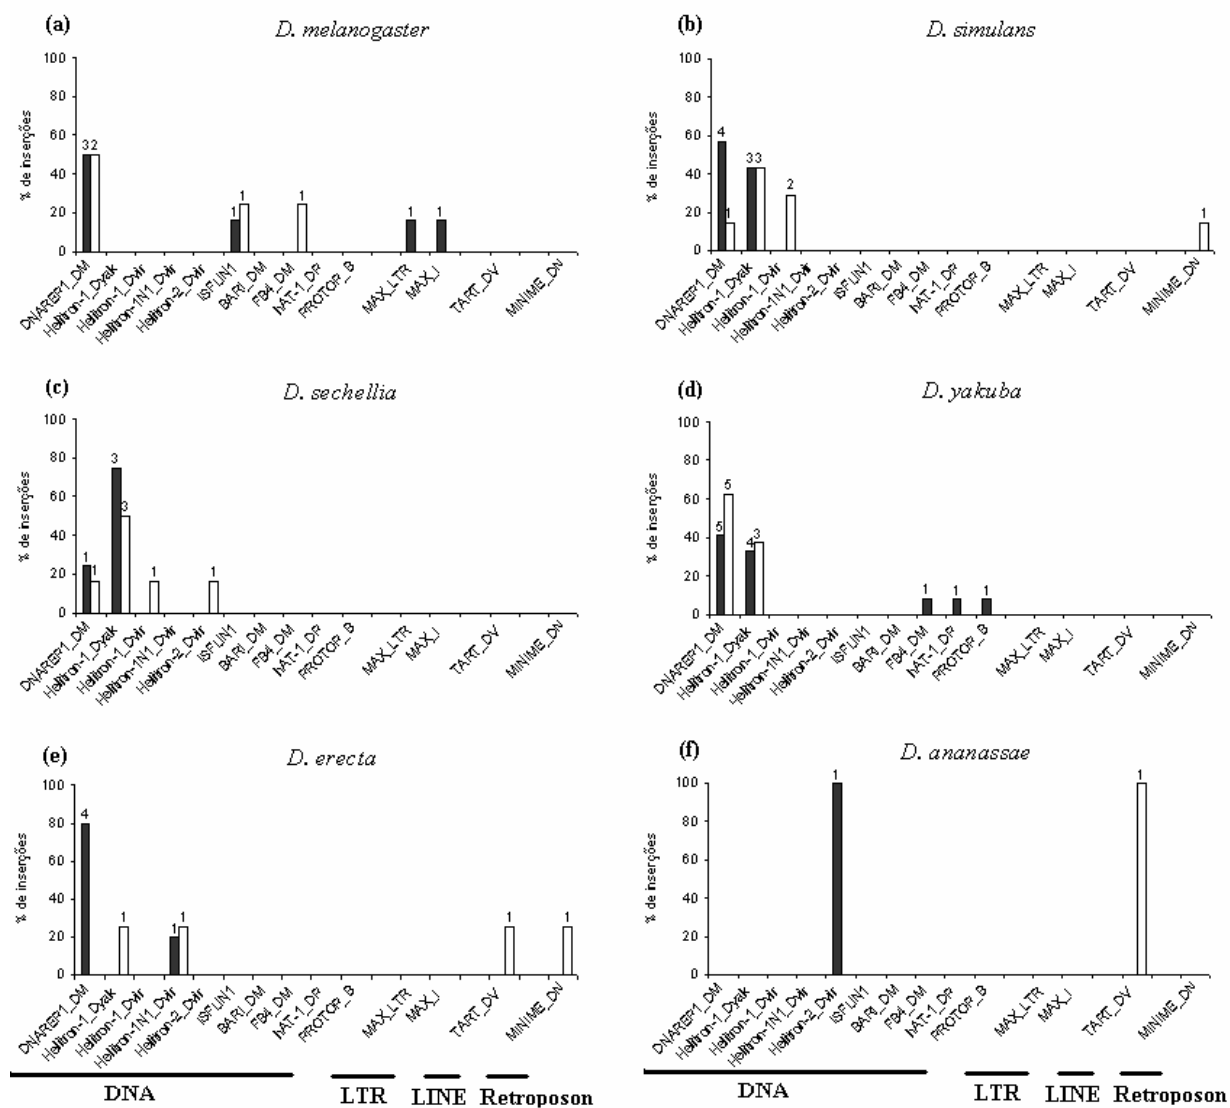 (a)
D. melanogaster
% de inserções
100
80
60
40
20
0
3 2
1
1
1
1
1
DNAREP1_DM
Helitron-1_Dyak
Helitron-1_Dvir
Helitron-1N1_Dvir
Helitron-2_Dvir
ISFUN1
BARI_DM
FB4_DM
hAT-1_DP
PROTOP_B
MAX_LTR
MAX_I
TART_DV
MINIME_DN
(b)
D. simulans
% de inserções
100
80
60
40
20
0
4
1
3 3
2
1
DNAREP1_DM
Helitron-1_Dyak
Helitron-1_Dvir
Helitron-1N1_Dvir
Helitron-2_Dvir
ISFUN1
BARI_DM
FB4_DM
hAT-1_DP
PROTOP_B
MAX_LTR
MAX_I
TART_DV
MINIME_DN
(c)
D. sechellia
% de inserções
100
80
60
40
20
0
1
1
3
3
1
1
DNAREP1_DM
Helitron-1_Dyak
Helitron-1_Dvir
Helitron-1N1_Dvir
Helitron-2_Dvir
ISFUN1
BARI_DM
FB4_DM
hAT-1_DP
PROTOP_B
MAX_LTR
MAX_I
TART_DV
MINIME_DN
(d)
D. yakuba
% de inserções
100
80
60
40
20
0
5
5
4
3
1
1
1
DNAREP1_DM
Helitron-1_Dyak
Helitron-1_Dvir
Helitron-1N1_Dvir
Helitron-2_Dvir
ISFUN1
BARI_DM
FB4_DM
hAT-1_DP
PROTOP_B
MAX_LTR
MAX_I
TART_DV
MINIME_DN
(e)
D. erecta
% de inserções
100
80
60
40
20
0
4
1
1
1
1
1
DNAREP1_DM
Helitron-1_Dyak
Helitron-1_Dvir
Helitron-1N1_Dvir
Helitron-2_Dvir
ISFUN1
BARI_DM
FB4_DM
hAT-1_DP
PROTOP_B
MAX_LTR
MAX_I
TART_DV
MINIME_DN
DNA
LTR
LINE
Retroposon
(f)
D. ananassae
% de inserções
100
80
60
40
20
0
1
1
DNAREP1_DM
Helitron-1_Dyak
Helitron-1_Dvir
Helitron-1N1_Dvir
Helitron-2_Dvir
ISFUN1
BARI_DM
FB4_DM
hAT-1_DP
PROTOP_B
MAX_LTR
MAX_I
TART_DV
MINIME_DN
DNA
LTR
LINE
Retroposon